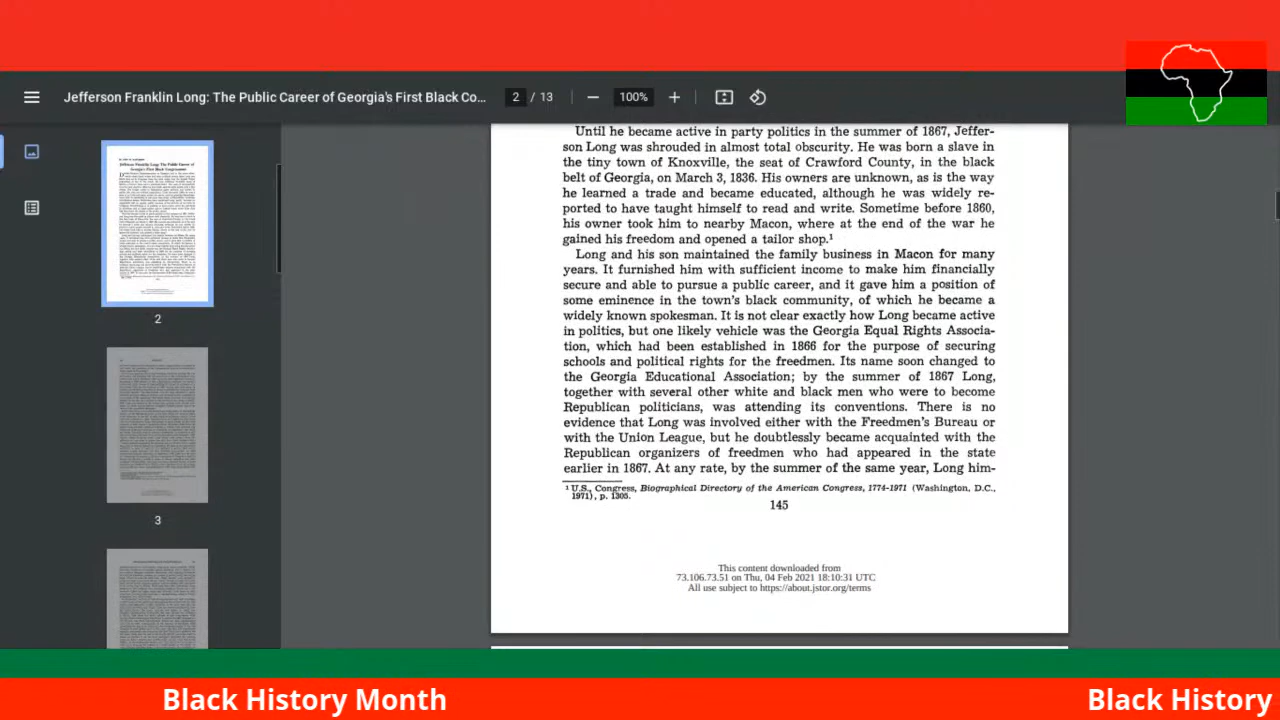 Jefferson Franklin Long: The Public Career of Georgia's First Black Co...
2 / 13
100%
Until he became active in party politics in the summer of 1867, Jeffer-
son Long was shrouded in almost total obscurity. He was born a slave in
the tiny town of Knoxville, the seat of Crawford County, in the black
belt of Georgia, on March 3, 1836. His owners are unknown, as is the way
he learned a trade and became educated, although he was widely re-
ported to have taught himself to read and write. Sometime before 1860,
his owner took him to nearby Macon, where at the end of the war he
gained his freedom and opened a tailor shop.¹
Long and his son maintained the family business in Macon for many
years. It furnished him with sufficient income to make him financially
secure and able to pursue a public career, and it gave him a position of
some eminence in the town's black community, of which he became a
widely known spokesman. It is not clear exactly how Long became active
in politics, but one likely vehicle was the Georgia Equal Rights Associa-
tion, which had been established in 1866 for the purpose of securing
schools and political rights for the freedmen. Its name soon changed to
the Georgia Educational Association; by the summer of 1867 Long,
together with several other white and black men who were to become
Republican politicians, was attending its conventions. There is no
evidence that Long was involved either with the Freedmen's Bureau or
with the Union League, but he doubtlessly became acquainted with the
Republican organizers of freedmen who had appeared in the state
earlier in 1867. At any rate, by the summer of the same year, Long him-
¹ U.S., Congress, Biographical Directory of the American Congress, 1774-1971 (Washington, D.C.,
1971), p. 1305.
145
This content downloaded from
73.106.73.51 on Thu, 04 Feb 2021 18:10:31 UTC
All use subject to https://about.jstor.org/terms
2
3
Black History Month
Black History